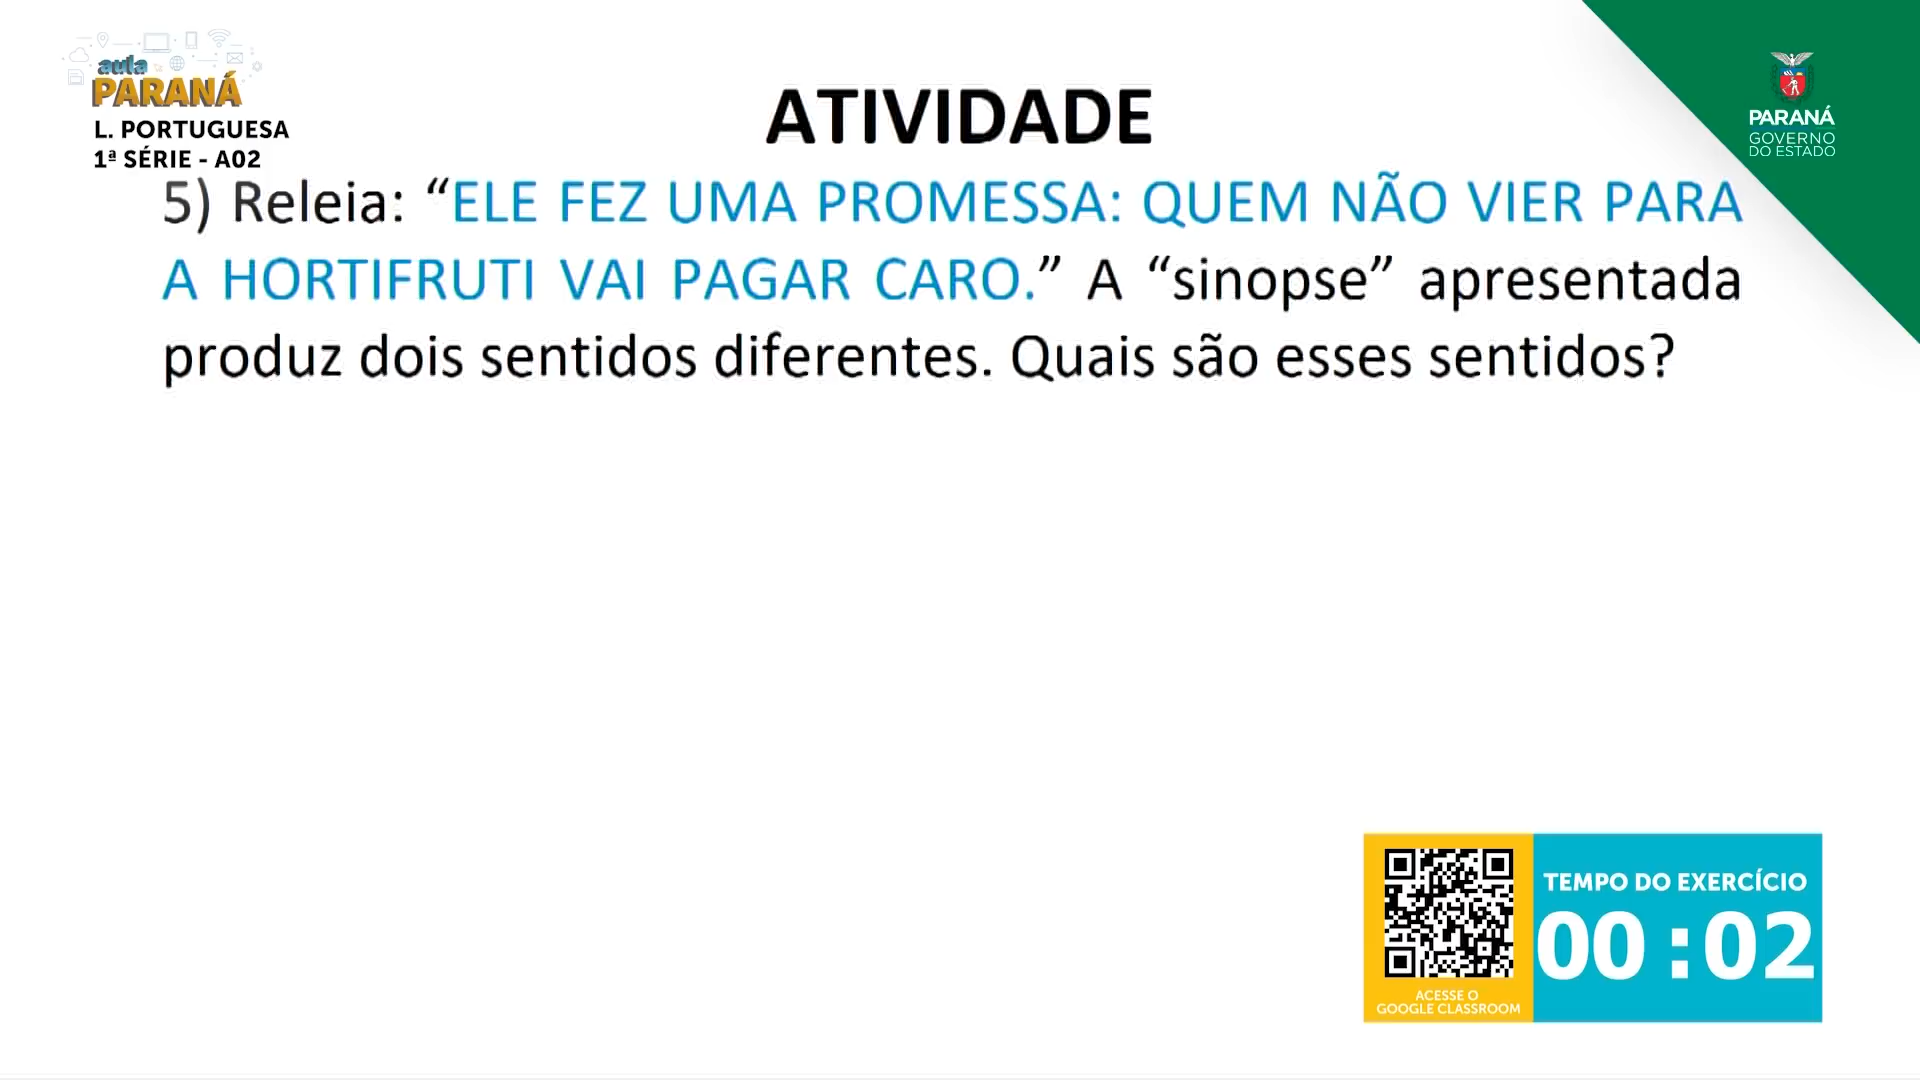 aula
PARANÁ
L. PORTUGUESA
1ª SÉRIE - A02
PARANÁ
GOVERNO
DO ESTADO
ATIVIDADE
5) Releia: “ELE FEZ UMA PROMESSA: QUEM NÃO VIER PARA
A HORTIFRUTI VAI PAGAR CARO.” A “sinopse” apresentada
produz dois sentidos diferentes. Quais são esses sentidos?
TEMPO DO EXERCÍCIO
00:02
ACESSE O
GOOGLE CLASSROOM